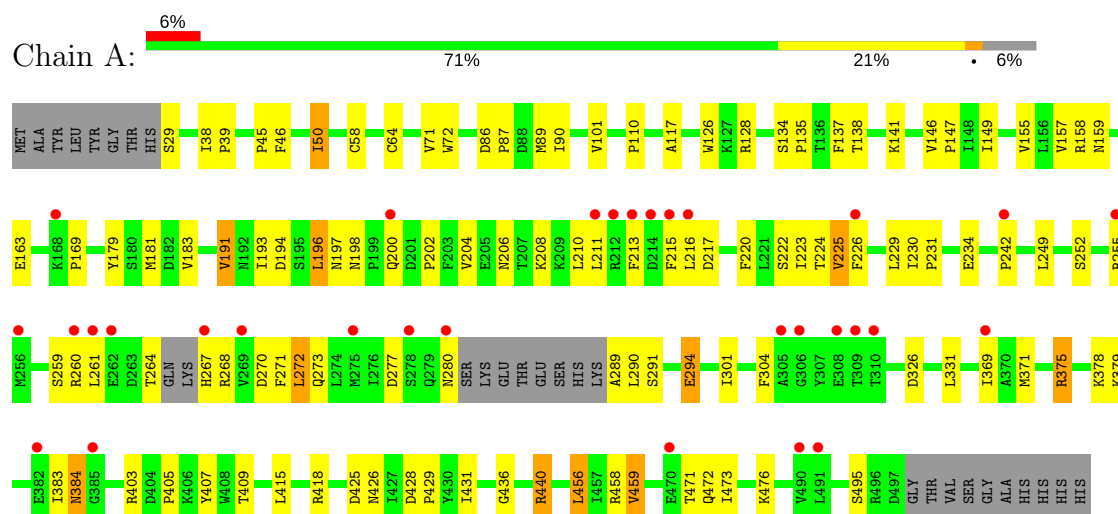 6%
Chain A:
71% 21% • 6%
MET ALA TYR LEU TYR GLY THR HIS S29 I38 P39 P45 F46 I50 C58 C64 V71 W72 D86 P87 D88 M89 I90 V101 P110 A117 W126 K127 R128 S134 P135 T136 F137 T138 K141 V146 P147 I148 I149 V155 L156 V157 R158 N159
E163 K168 P169 Y179 S180 M181 D182 V183 V191 N192 I193 D194 S195 L196 N197 N198 P199 Q200 D201 P202 F203 V204 E205 N206 T207 K208 K209 L210 L211 R212 F213 D214 F215 L216 D217 F220 L221 S222 I223 T224 V225 F226 L229 I230 P231 E234 P242 L249 S252
M256 S259 R260 L261 E262 D263 T264 GLN LYS H267 R268 V269 D270 F271 L272 Q273 L274 M275 I276 D277 S278 Q279 N280 SER LYS GLU THR GLU SER HIS LYS A289 L290 S291 E294 I301 F304 A305 G306 Y307 E308 T309 T310 D326 L331 I369 A370 M371 R375 K378
E382 I383 N384 G385 R403 D404 P405 K406 Y407 W408 T409 L415 R418 D425 N426 I427 D428 P429 Y430 I431 G436 R440 L456 I457 R458 V459 E470 T471 Q472 I473 K476 V490 L491 S495 R496 D497 GLY THR VAL SER GLY ALA HIS HIS HIS HIS